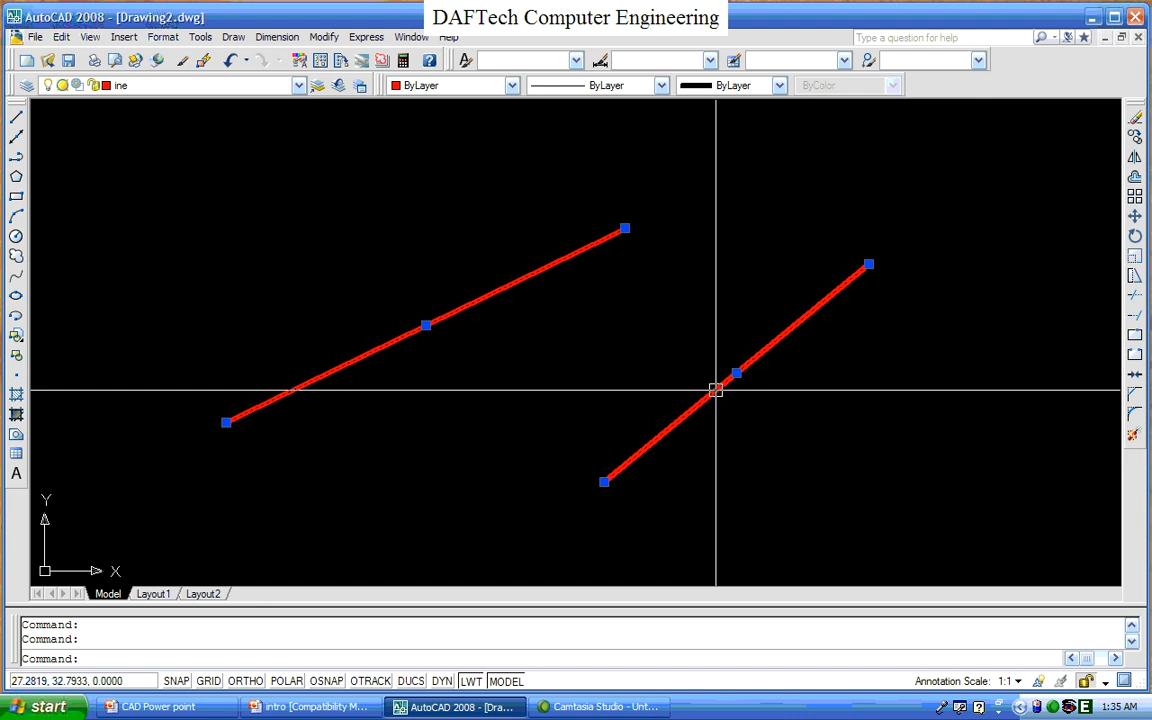 AutoCAD 2008 - [Drawing2.dwg]
DAFTech Computer Engineering
File Edit View Insert Format Tools Draw Dimension Modify Express Window Help
Type a question for help
ine
ByLayer
ByLayer
ByLayer
ByColor
A
Y
X
Model Layout1 Layout2
Command:
Command:
Command:
27.2819, 32.7933, 0.0000 SNAP GRID ORTHO POLAR OSNAP OTRACK DUCS DYN LWT MODEL
Annotation Scale: 1:1
start CAD Power point intro [Compatibility M... AutoCAD 2008 - [Dra... Camtasia Studio - Unt... E 1:35 AM